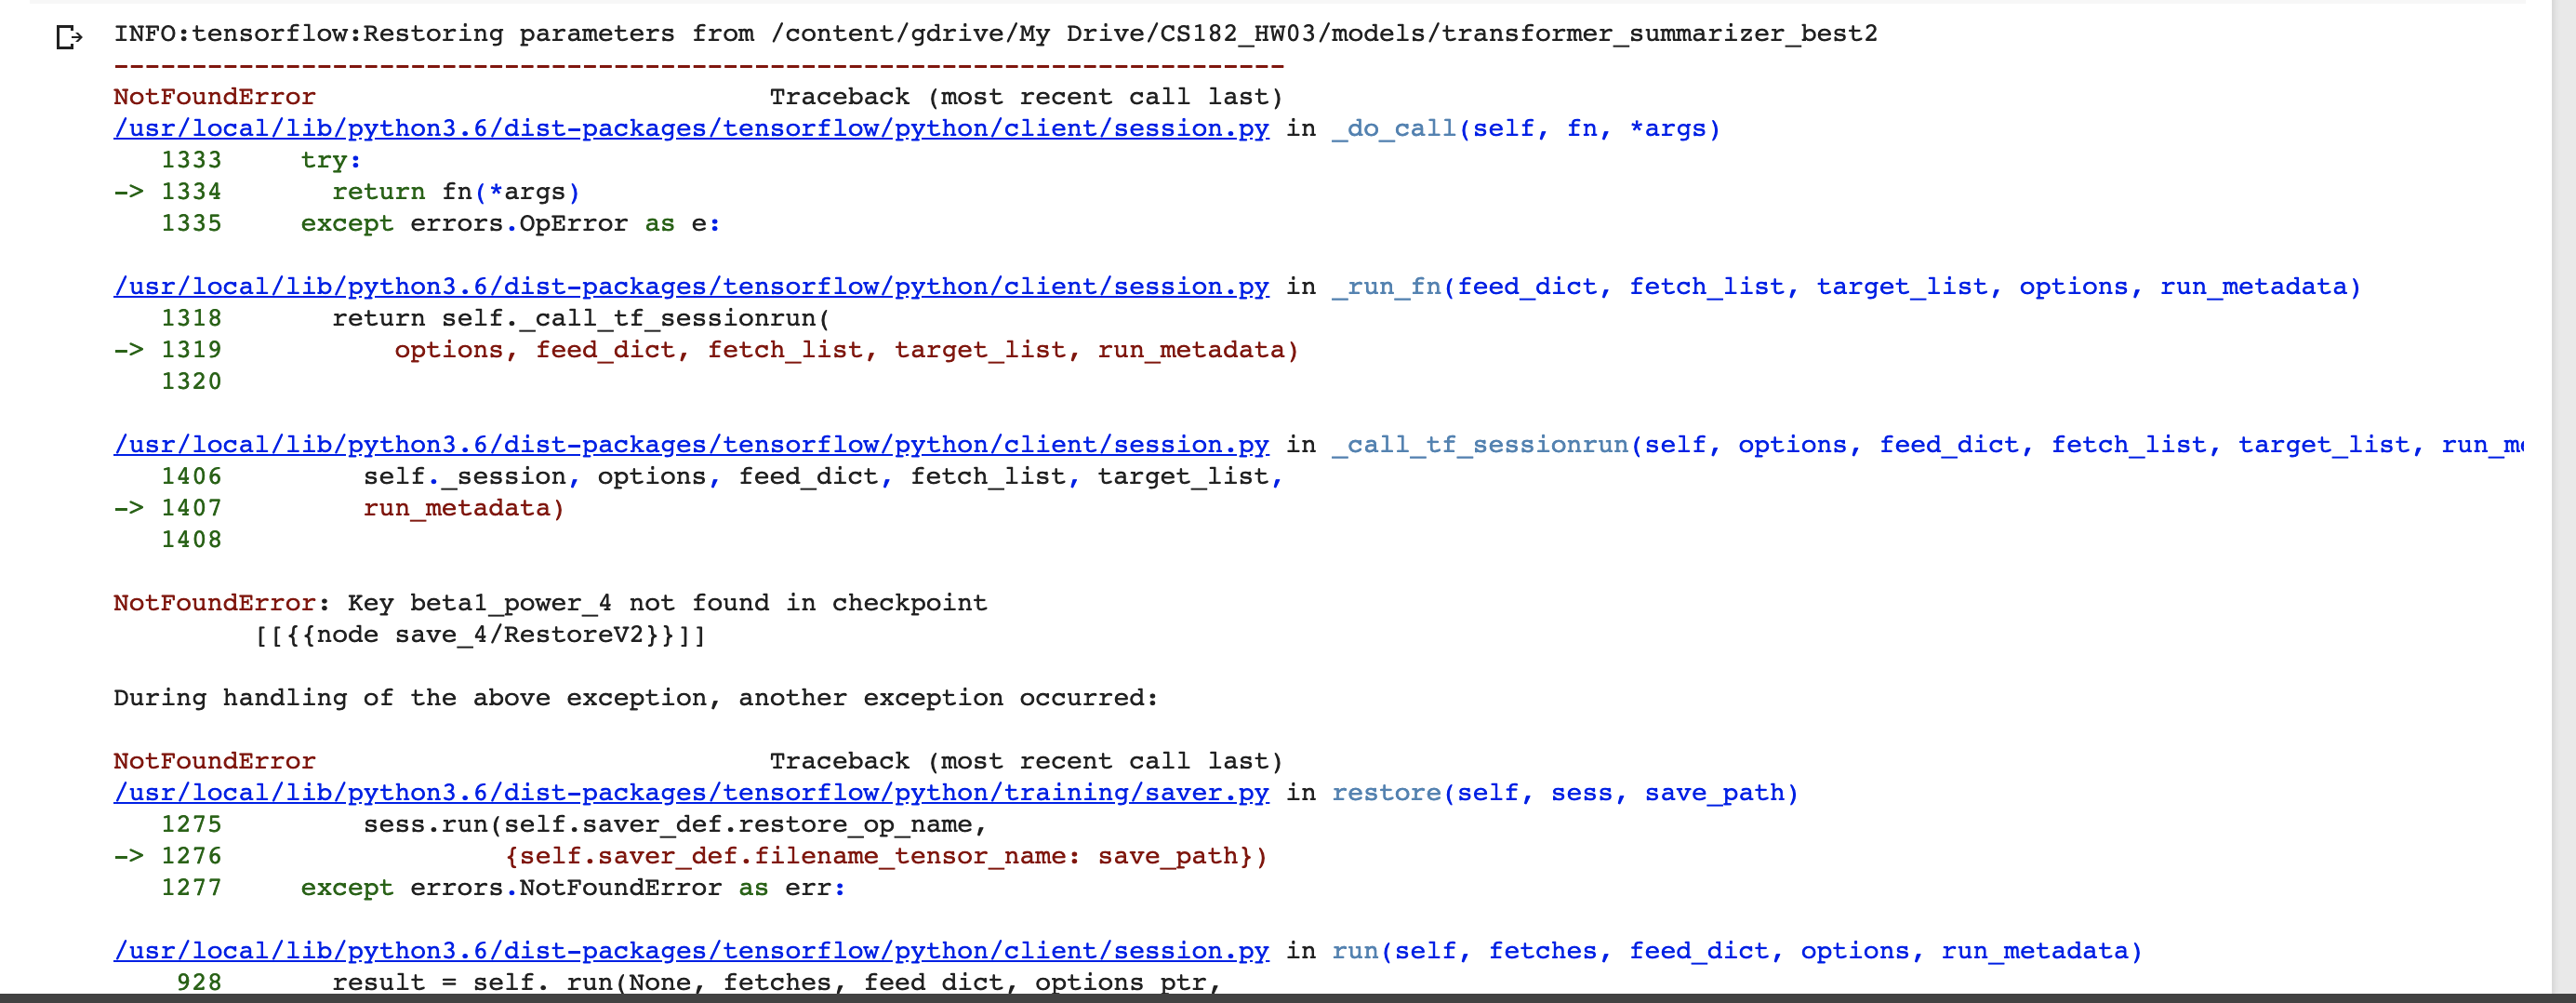 INFO:tensorflow:Restoring parameters from /content/gdrive/My Drive/CS182_HW03/models/transformer_summarizer_best2
---------------------------------------------------------------------------
NotFoundError                             Traceback (most recent call last)
/usr/local/lib/python3.6/dist-packages/tensorflow/python/client/session.py in _do_call(self, fn, *args)
   1333     try:
-> 1334       return fn(*args)
   1335     except errors.OpError as e:
/usr/local/lib/python3.6/dist-packages/tensorflow/python/client/session.py in _run_fn(feed_dict, fetch_list, target_list, options, run_metadata)
   1318       return self._call_tf_sessionrun(
-> 1319           options, feed_dict, fetch_list, target_list, run_metadata)
   1320
/usr/local/lib/python3.6/dist-packages/tensorflow/python/client/session.py in _call_tf_sessionrun(self, options, feed_dict, fetch_list, target_list,
   1406         self._session, options, feed_dict, fetch_list, target_list,
-> 1407         run_metadata)
   1408
NotFoundError: Key beta1_power_4 not found in checkpoint
	 [[{{node save_4/RestoreV2}}]]
During handling of the above exception, another exception occurred:
NotFoundError                             Traceback (most recent call last)
/usr/local/lib/python3.6/dist-packages/tensorflow/python/training/saver.py in restore(self, sess, save_path)
   1275         sess.run(self.saver_def.restore_op_name,
-> 1276                  {self.saver_def.filename_tensor_name: save_path})
   1277     except errors.NotFoundError as err:
/usr/local/lib/python3.6/dist-packages/tensorflow/python/client/session.py in run(self, fetches, feed_dict, options, run_metadata)
    928       result = self._run(None, fetches, feed_dict, options_ptr,